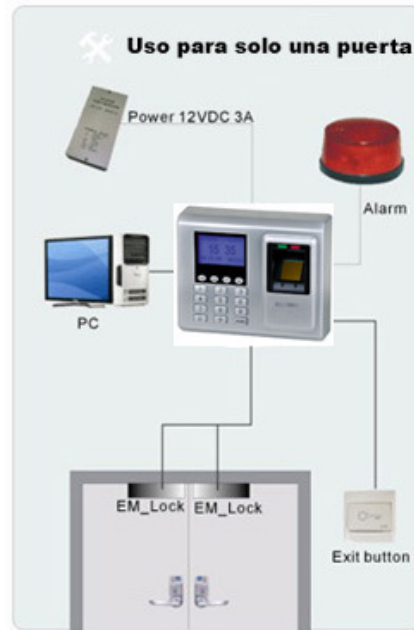 Uso para solo una puerta
Power 12VDC 3A
Alarm
PC
EM_Lock EM_Lock
Exit button